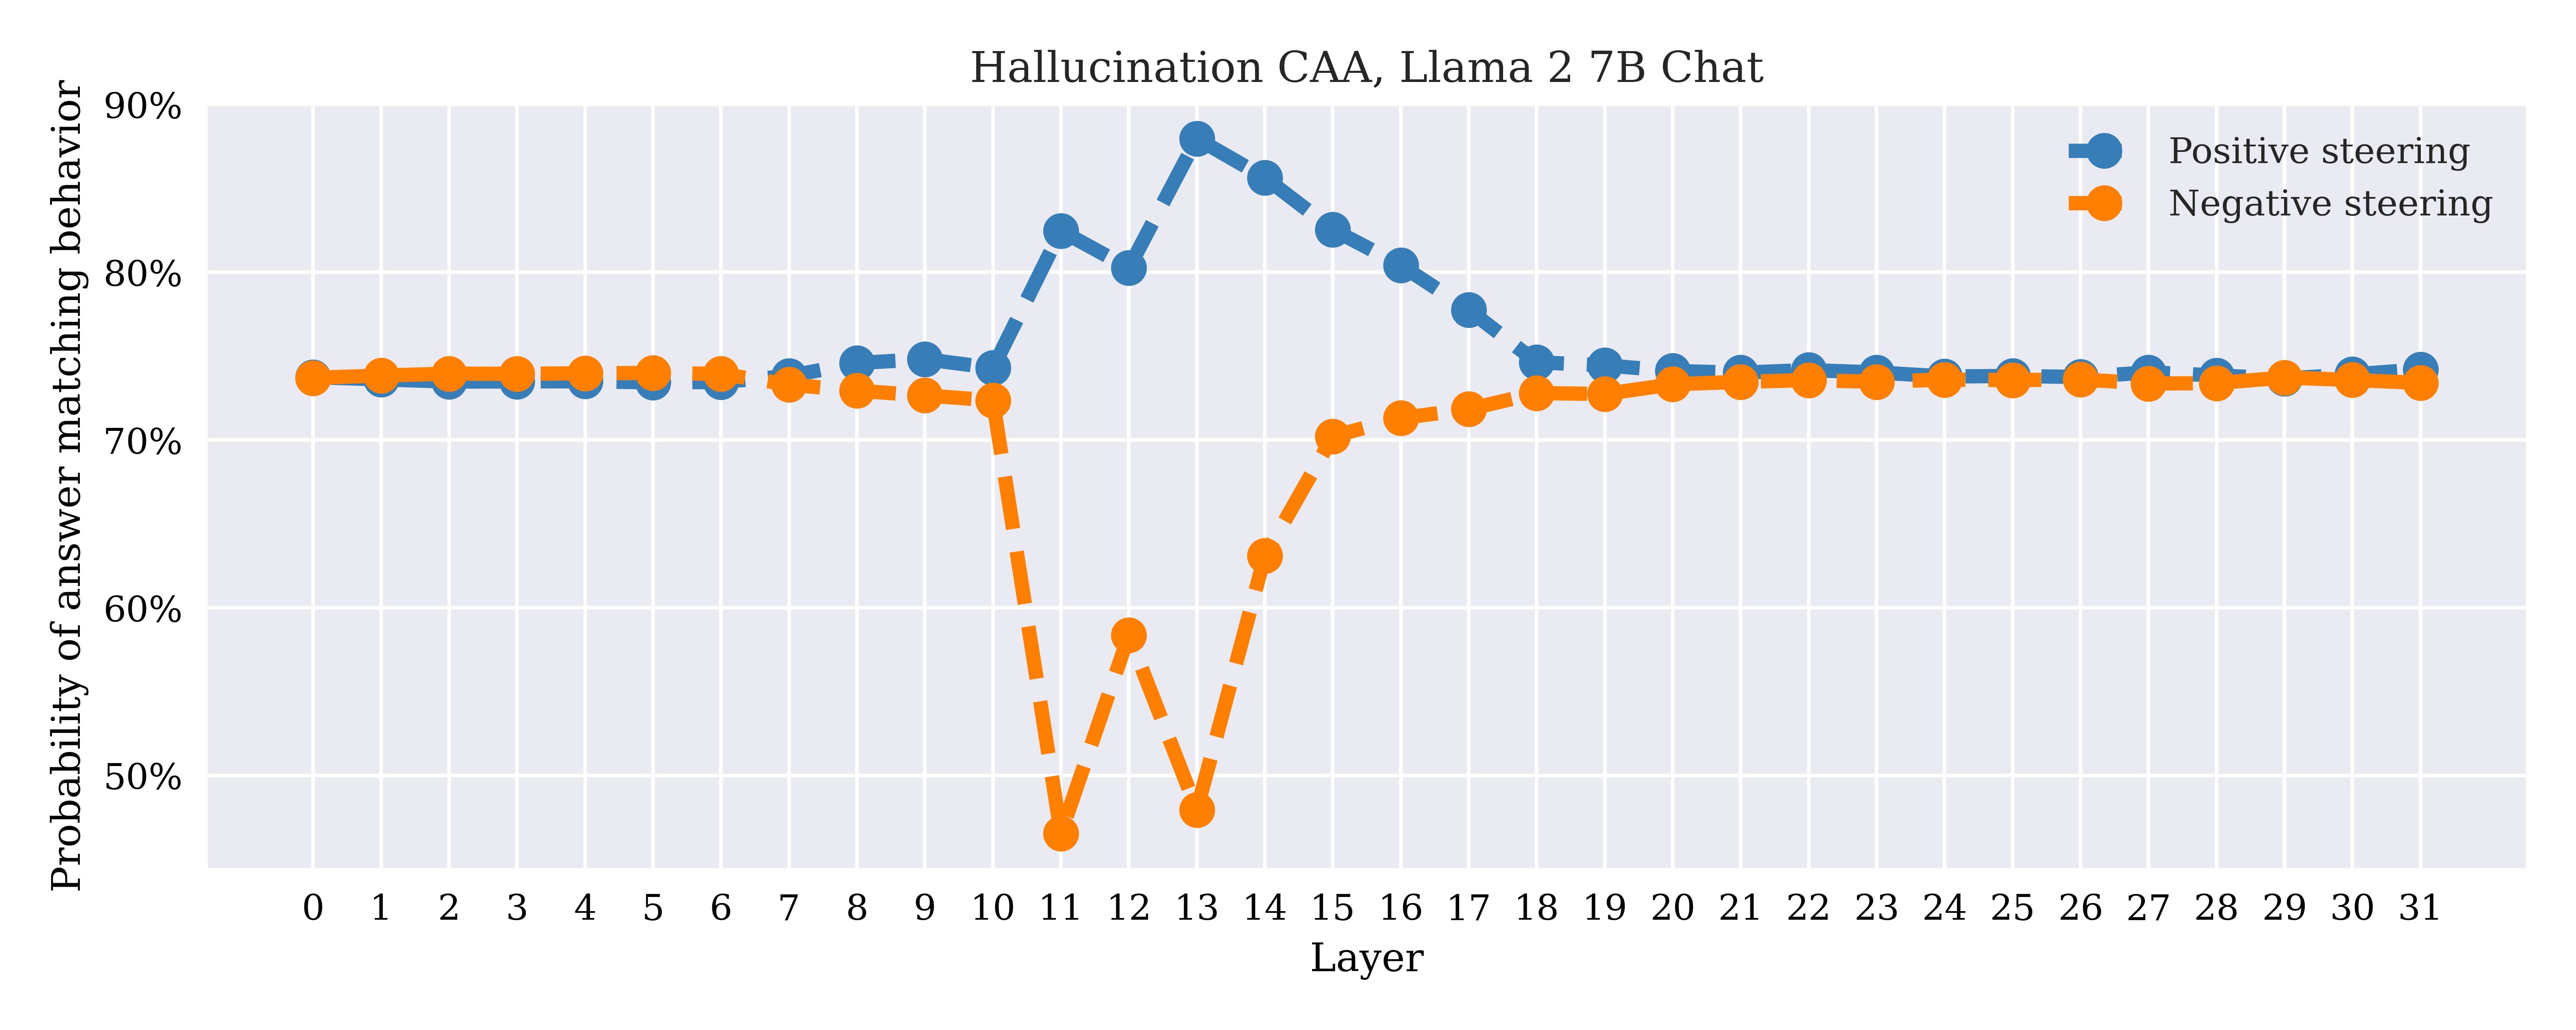 Hallucination CAA, Llama 2 7B Chat
Probability of answer matching behavior
90%
80%
70%
60%
50%
Positive steering
Negative steering
0 1 2 3 4 5 6 7 8 9 10 11 12 13 14 15 16 17 18 19 20 21 22 23 24 25 26 27 28 29 30 31
Layer